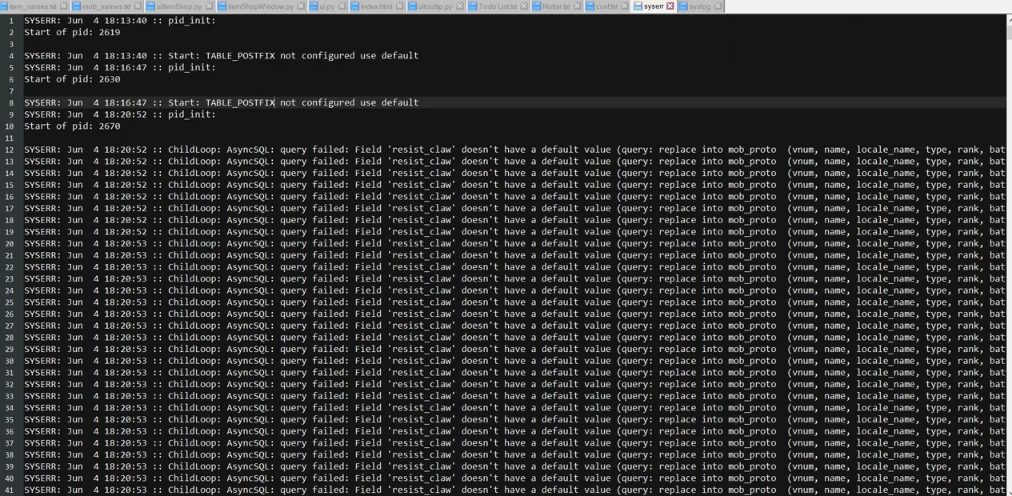 item_names.txt mob_names.txt uiItemShop.py itemShopWindow.py ui.py index.html uitooltip.py Todo List.txt Notlar.txt conf.txt syserr syslog
1 SYSERR: Jun  4 18:13:40 :: pid_init:
2 Start of pid: 2619
3
4 SYSERR: Jun  4 18:13:40 :: Start: TABLE_POSTFIX not configured use default
5 SYSERR: Jun  4 18:16:47 :: pid_init:
6 Start of pid: 2630
7
8 SYSERR: Jun  4 18:16:47 :: Start: TABLE_POSTFIX not configured use default
9 SYSERR: Jun  4 18:20:52 :: pid_init:
10 Start of pid: 2670
11
12 SYSERR: Jun  4 18:20:52 :: ChildLoop: AsyncSQL: query failed: Field 'resist_claw' doesn't have a default value (query: replace into mob_proto  (vnum, name, locale_name, type, rank, bat
13 SYSERR: Jun  4 18:20:52 :: ChildLoop: AsyncSQL: query failed: Field 'resist_claw' doesn't have a default value (query: replace into mob_proto  (vnum, name, locale_name, type, rank, bat
14 SYSERR: Jun  4 18:20:52 :: ChildLoop: AsyncSQL: query failed: Field 'resist_claw' doesn't have a default value (query: replace into mob_proto  (vnum, name, locale_name, type, rank, bat
15 SYSERR: Jun  4 18:20:52 :: ChildLoop: AsyncSQL: query failed: Field 'resist_claw' doesn't have a default value (query: replace into mob_proto  (vnum, name, locale_name, type, rank, bat
16 SYSERR: Jun  4 18:20:52 :: ChildLoop: AsyncSQL: query failed: Field 'resist_claw' doesn't have a default value (query: replace into mob_proto  (vnum, name, locale_name, type, rank, bat
17 SYSERR: Jun  4 18:20:52 :: ChildLoop: AsyncSQL: query failed: Field 'resist_claw' doesn't have a default value (query: replace into mob_proto  (vnum, name, locale_name, type, rank, bat
18 SYSERR: Jun  4 18:20:52 :: ChildLoop: AsyncSQL: query failed: Field 'resist_claw' doesn't have a default value (query: replace into mob_proto  (vnum, name, locale_name, type, rank, bat
19 SYSERR: Jun  4 18:20:52 :: ChildLoop: AsyncSQL: query failed: Field 'resist_claw' doesn't have a default value (query: replace into mob_proto  (vnum, name, locale_name, type, rank, bat
20 SYSERR: Jun  4 18:20:53 :: ChildLoop: AsyncSQL: query failed: Field 'resist_claw' doesn't have a default value (query: replace into mob_proto  (vnum, name, locale_name, type, rank, bat
21 SYSERR: Jun  4 18:20:53 :: ChildLoop: AsyncSQL: query failed: Field 'resist_claw' doesn't have a default value (query: replace into mob_proto  (vnum, name, locale_name, type, rank, bat
22 SYSERR: Jun  4 18:20:53 :: ChildLoop: AsyncSQL: query failed: Field 'resist_claw' doesn't have a default value (query: replace into mob_proto  (vnum, name, locale_name, type, rank, bat
23 SYSERR: Jun  4 18:20:53 :: ChildLoop: AsyncSQL: query failed: Field 'resist_claw' doesn't have a default value (query: replace into mob_proto  (vnum, name, locale_name, type, rank, bat
24 SYSERR: Jun  4 18:20:53 :: ChildLoop: AsyncSQL: query failed: Field 'resist_claw' doesn't have a default value (query: replace into mob_proto  (vnum, name, locale_name, type, rank, bat
25 SYSERR: Jun  4 18:20:53 :: ChildLoop: AsyncSQL: query failed: Field 'resist_claw' doesn't have a default value (query: replace into mob_proto  (vnum, name, locale_name, type, rank, bat
26 SYSERR: Jun  4 18:20:53 :: ChildLoop: AsyncSQL: query failed: Field 'resist_claw' doesn't have a default value (query: replace into mob_proto  (vnum, name, locale_name, type, rank, bat
27 SYSERR: Jun  4 18:20:53 :: ChildLoop: AsyncSQL: query failed: Field 'resist_claw' doesn't have a default value (query: replace into mob_proto  (vnum, name, locale_name, type, rank, bat
28 SYSERR: Jun  4 18:20:53 :: ChildLoop: AsyncSQL: query failed: Field 'resist_claw' doesn't have a default value (query: replace into mob_proto  (vnum, name, locale_name, type, rank, bat
29 SYSERR: Jun  4 18:20:53 :: ChildLoop: AsyncSQL: query failed: Field 'resist_claw' doesn't have a default value (query: replace into mob_proto  (vnum, name, locale_name, type, rank, bat
30 SYSERR: Jun  4 18:20:53 :: ChildLoop: AsyncSQL: query failed: Field 'resist_claw' doesn't have a default value (query: replace into mob_proto  (vnum, name, locale_name, type, rank, bat
31 SYSERR: Jun  4 18:20:53 :: ChildLoop: AsyncSQL: query failed: Field 'resist_claw' doesn't have a default value (query: replace into mob_proto  (vnum, name, locale_name, type, rank, bat
32 SYSERR: Jun  4 18:20:53 :: ChildLoop: AsyncSQL: query failed: Field 'resist_claw' doesn't have a default value (query: replace into mob_proto  (vnum, name, locale_name, type, rank, bat
33 SYSERR: Jun  4 18:20:53 :: ChildLoop: AsyncSQL: query failed: Field 'resist_claw' doesn't have a default value (query: replace into mob_proto  (vnum, name, locale_name, type, rank, bat
34 SYSERR: Jun  4 18:20:53 :: ChildLoop: AsyncSQL: query failed: Field 'resist_claw' doesn't have a default value (query: replace into mob_proto  (vnum, name, locale_name, type, rank, bat
35 SYSERR: Jun  4 18:20:53 :: ChildLoop: AsyncSQL: query failed: Field 'resist_claw' doesn't have a default value (query: replace into mob_proto  (vnum, name, locale_name, type, rank, bat
36 SYSERR: Jun  4 18:20:53 :: ChildLoop: AsyncSQL: query failed: Field 'resist_claw' doesn't have a default value (query: replace into mob_proto  (vnum, name, locale_name, type, rank, bat
37 SYSERR: Jun  4 18:20:53 :: ChildLoop: AsyncSQL: query failed: Field 'resist_claw' doesn't have a default value (query: replace into mob_proto  (vnum, name, locale_name, type, rank, bat
38 SYSERR: Jun  4 18:20:53 :: ChildLoop: AsyncSQL: query failed: Field 'resist_claw' doesn't have a default value (query: replace into mob_proto  (vnum, name, locale_name, type, rank, bat
39 SYSERR: Jun  4 18:20:53 :: ChildLoop: AsyncSQL: query failed: Field 'resist_claw' doesn't have a default value (query: replace into mob_proto  (vnum, name, locale_name, type, rank, bat
40 SYSERR: Jun  4 18:20:53 :: ChildLoop: AsyncSQL: query failed: Field 'resist_claw' doesn't have a default value (query: replace into mob_proto  (vnum, name, locale_name, type, rank, bat
41 SYSERR: Jun  4 18:20:53 :: ChildLoop: AsyncSQL: query failed: Field 'resist_claw' doesn't have a default value (query: replace into mob_proto  (vnum, name, locale_name, type, rank, bat